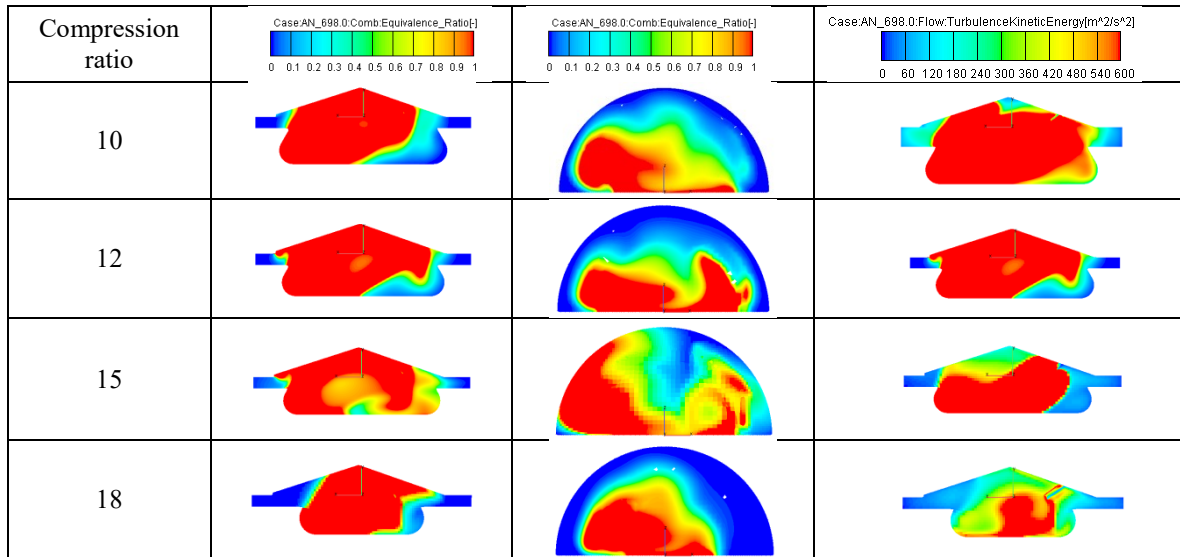 Compression
ratio
Case:AN_698.0:Comb:Equivalence_Ratio[-]
0 0.1 0.2 0.3 0.4 0.5 0.6 0.7 0.8 0.9 1
Case:AN_698.0:Comb:Equivalence_Ratio[-]
0 0.1 0.2 0.3 0.4 0.5 0.6 0.7 0.8 0.9 1
Case:AN_698.0:Flow:TurbulenceKineticEnergy[m^2/s^2]
0 60 120 180 240 300 360 420 480 540 600
10
12
15
18